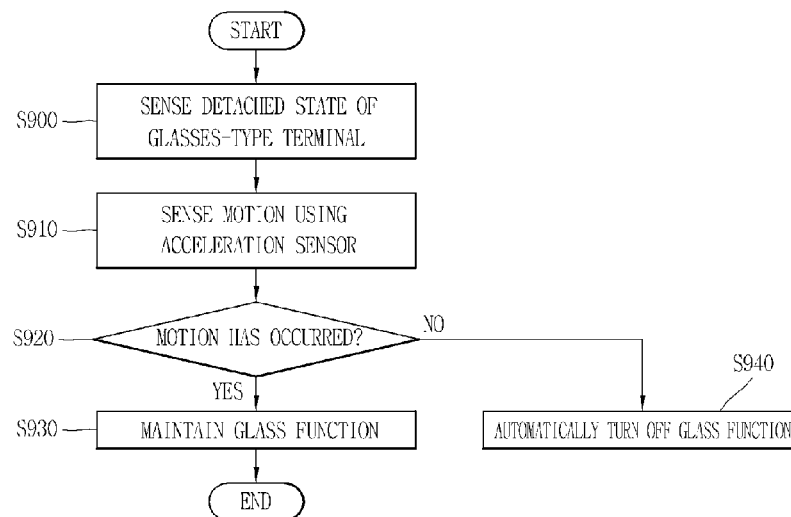 START
S900
SENSE DETACHED STATE OF
GLASSES-TYPE TERMINAL
S910
SENSE MOTION USING
ACCELERATION SENSOR
S920
MOTION HAS OCCURRED?
NO
YES
S940
S930
MAINTAIN GLASS FUNCTION
AUTOMATICALLY TURN OFF GLASS FUNCTION
END